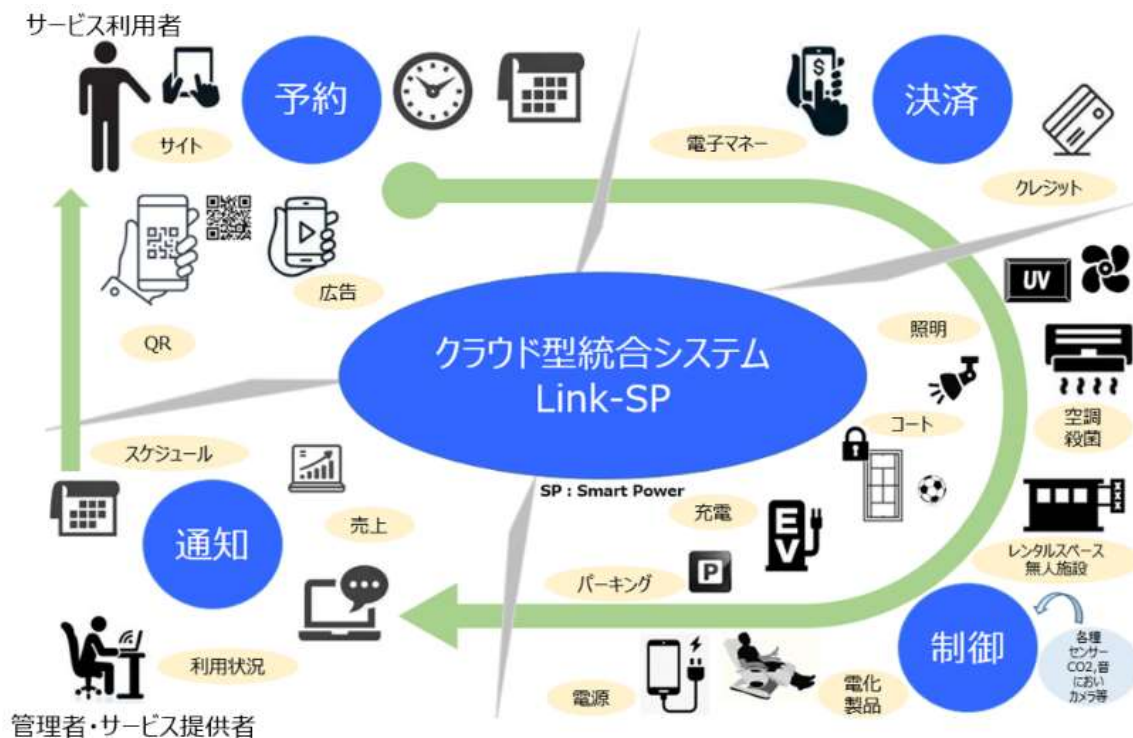 サービス利用者
予約
サイト
QR
広告
決済
電子マネー
$
クレジット
クラウド型統合システム
Link-SP
SP : Smart Power
UV
照明
空調
殺菌
コート
充電
EV
パーキング
P
レンタルスペース
無人施設
制御
各種
センサー
CO2,音
におい
カメラ等
電源
電化
製品
スケジュール
通知
売上
利用状況
管理者・サービス提供者